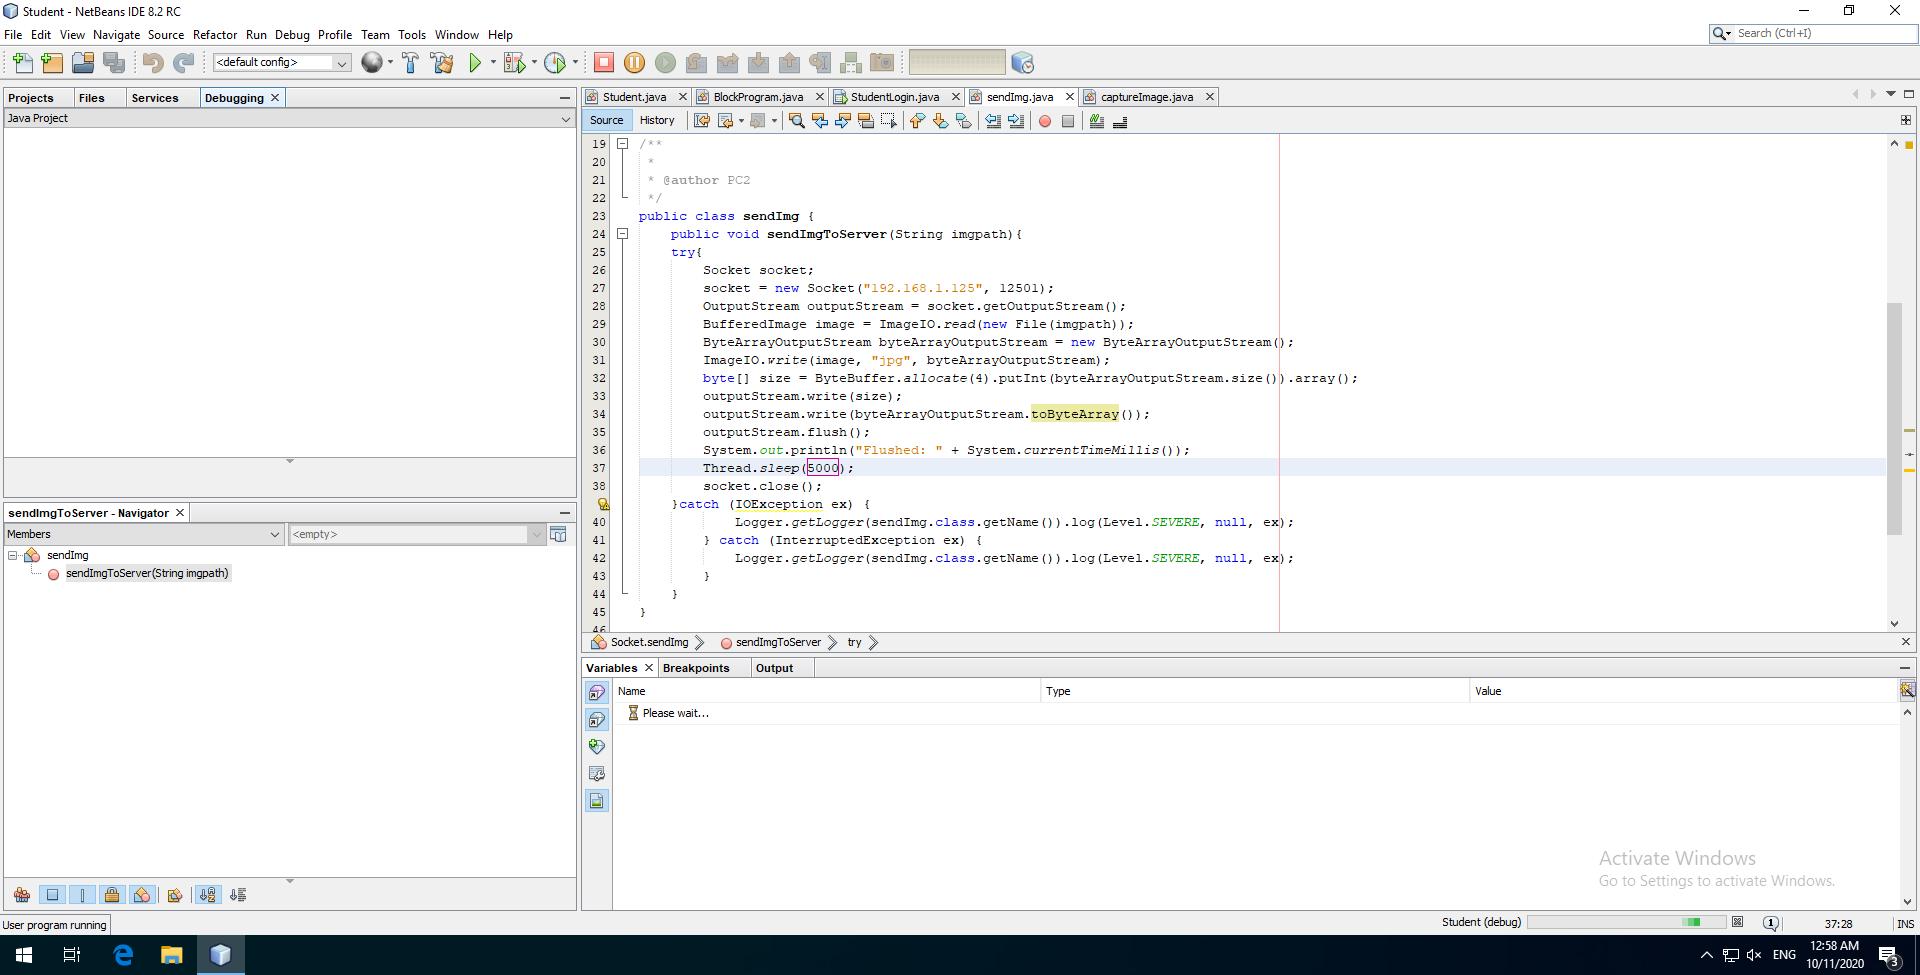 Student - NetBeans IDE 8.2 RC
File Edit View Navigate Source Refactor Run Debug Profile Team Tools Window Help
Search (Ctrl+I)
<default config>
Projects Files Services Debugging
Java Project
Student.java BlockProgram.java StudentLogin.java sendImg.java captureImage.java
Source History
19 /**
20 *
21 * @author PC2
22 */
23 public class sendImg {
24 public void sendImgToServer(String imgpath){
25 try{
26 Socket socket;
27 socket = new Socket("192.168.1.125", 12501);
28 OutputStream outputStream = socket.getOutputStream();
29 BufferedImage image = ImageIO.read(new File(imgpath));
30 ByteArrayOutputStream byteArrayOutputStream = new ByteArrayOutputStream();
31 ImageIO.write(image, "jpg", byteArrayOutputStream);
32 byte[] size = ByteBuffer.allocate(4).putInt(byteArrayOutputStream.size()).array();
33 outputStream.write(size);
34 outputStream.write(byteArrayOutputStream.toByteArray());
35 outputStream.flush();
36 System.out.println("Flushed: " + System.currentTimeMillis());
37 Thread.sleep(5000);
38 socket.close();
}catch (IOException ex) {
40 Logger.getLogger(sendImg.class.getName()).log(Level.SEVERE, null, ex);
41 } catch (InterruptedException ex) {
42 Logger.getLogger(sendImg.class.getName()).log(Level.SEVERE, null, ex);
43 }
44 }
45 }
46
Socket.sendImg sendImgToServer try
sendImgToServer - Navigator
Members <empty>
sendImg
sendImgToServer(String imgpath)
Variables Breakpoints Output
Name Type Value
Please wait...
Activate Windows
Go to Settings to activate Windows.
User program running
Student (debug) 1 37:28 INS
ENG 12:58 AM
10/11/2020 3